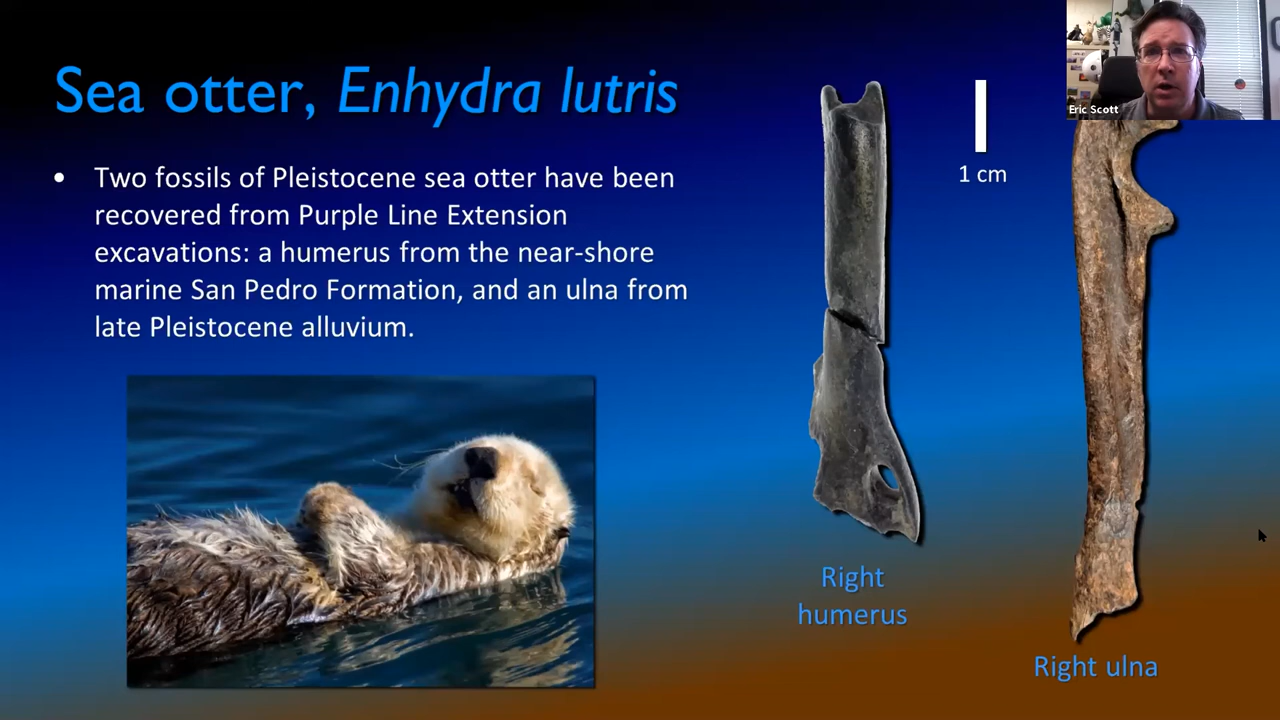 Sea otter, Enhydra lutris
• Two fossils of Pleistocene sea otter have been
recovered from Purple Line Extension
excavations: a humerus from the near-shore
marine San Pedro Formation, and an ulna from
late Pleistocene alluvium.
1 cm
Eric Scott
Right
humerus
Right ulna